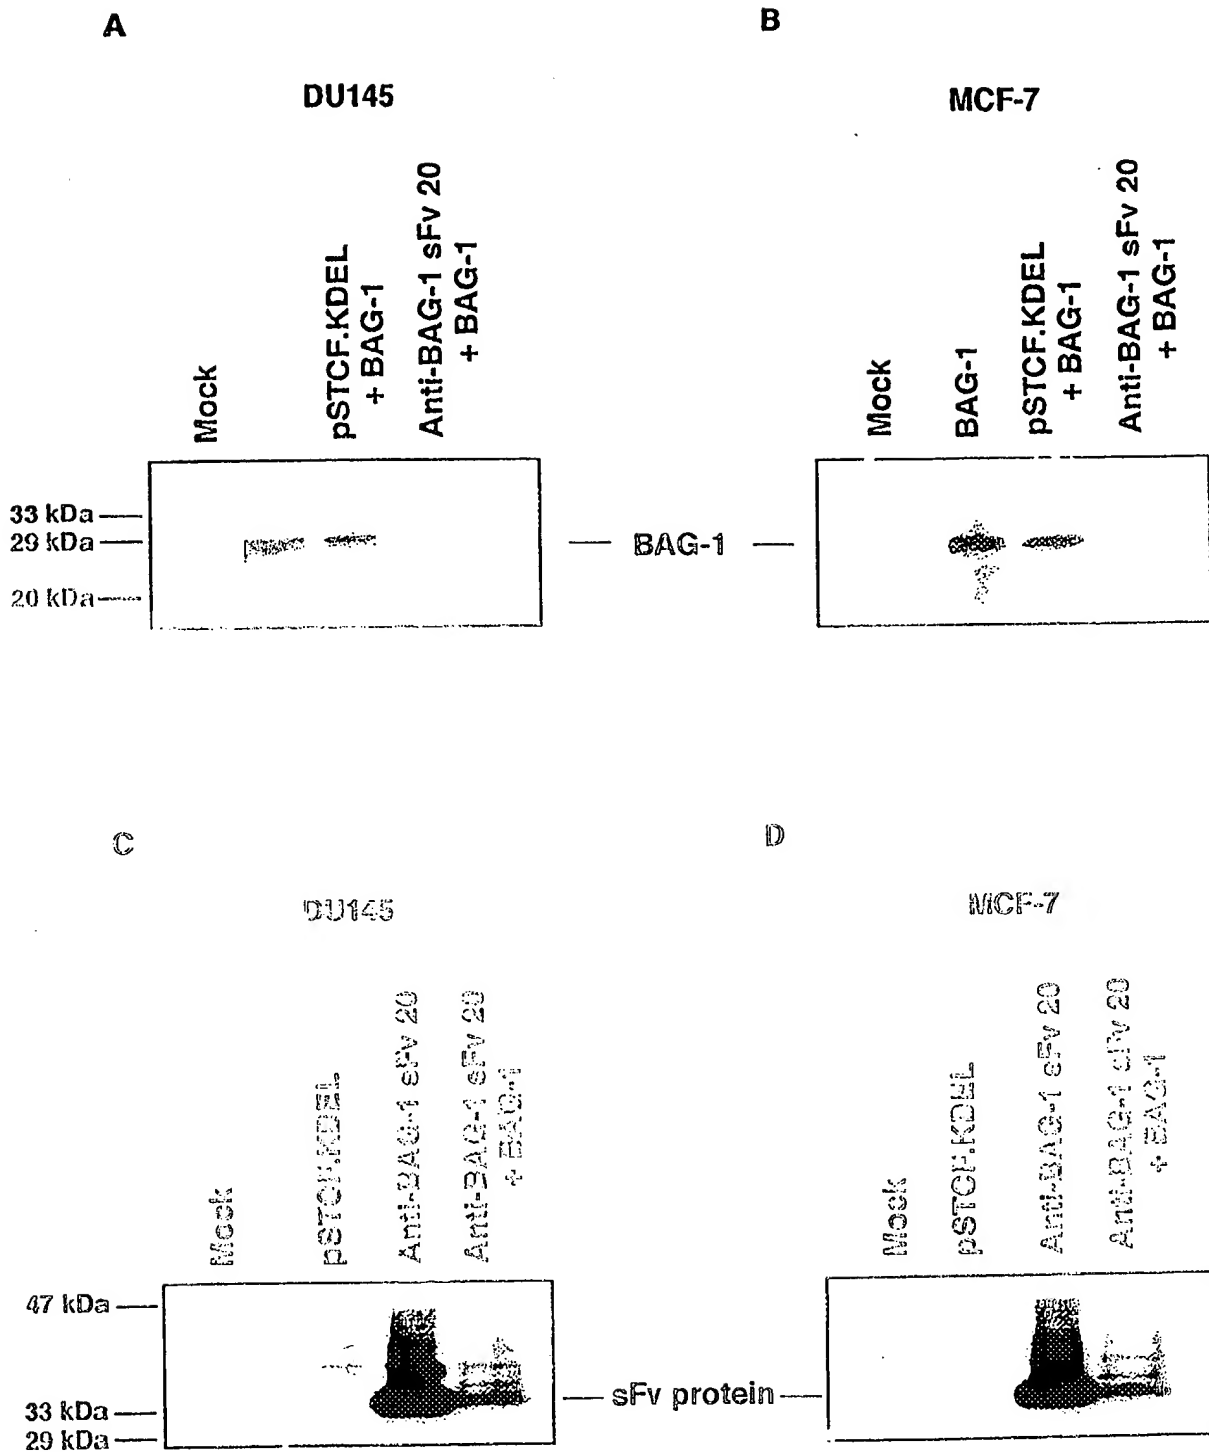 A
B
DU145
MCF-7
Mock
pSTCF.KDEL
+ BAG-1
Anti-BAG-1 sFv 20
+ BAG-1
Mock
BAG-1
pSTCF.KDEL
+ BAG-1
Anti-BAG-1 sFv 20
+ BAG-1
33 kDa
29 kDa
20 kDa
BAG-1
C
D
DU145
MCF-7
Mock
pSTCF.KDEL
Anti-BAG-1 sFv 20
Anti-BAG-1 sFv 20
+ BAG-1
Mock
pSTCF.KDEL
Anti-BAG-1 sFv 20
Anti-BAG-1 sFv 20
+ BAG-1
47 kDa
33 kDa
29 kDa
sFv protein